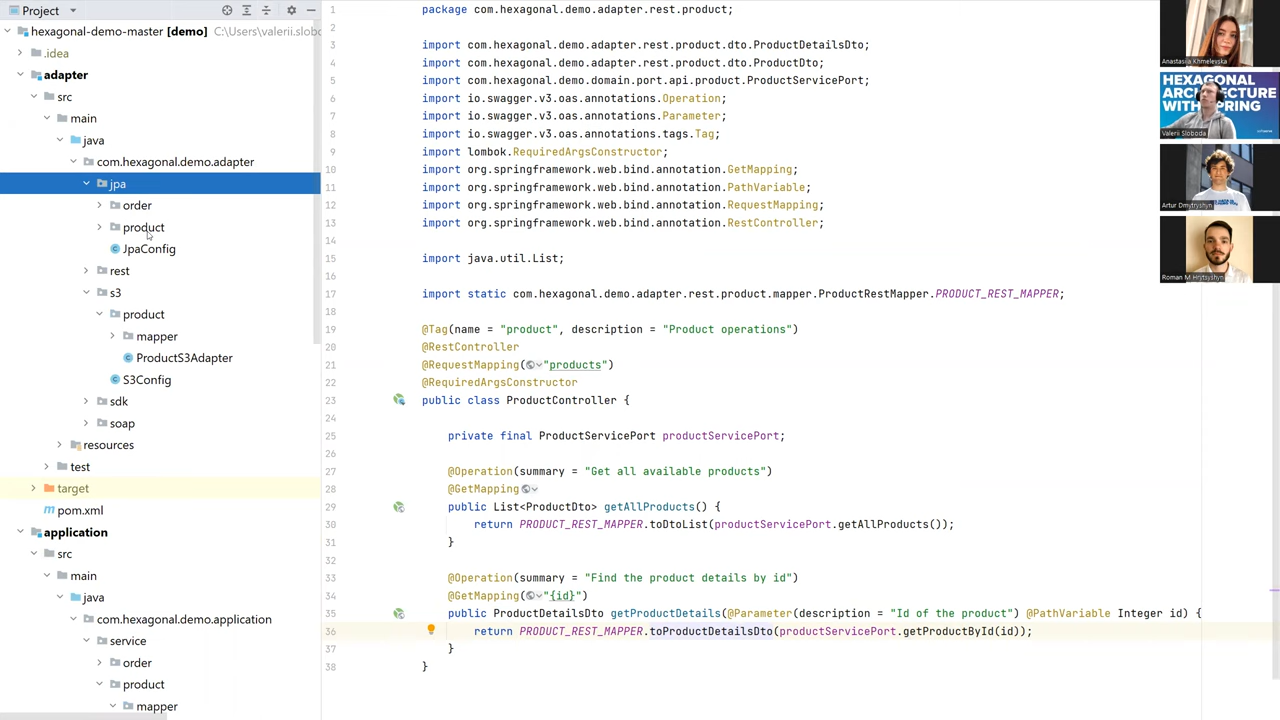 Project
hexagonal-demo-master [demo] C:\Users\valerii.slobo
.idea
adapter
src
main
java
com.hexagonal.demo.adapter
jpa
order
product
JpaConfig
rest
s3
product
mapper
ProductS3Adapter
S3Config
sdk
soap
resources
test
target
pom.xml
application
src
main
java
com.hexagonal.demo.application
service
order
product
mapper
1 package com.hexagonal.demo.adapter.rest.product;
2
3 import com.hexagonal.demo.adapter.rest.product.dto.ProductDetailsDto;
4 import com.hexagonal.demo.adapter.rest.product.dto.ProductDto;
5 import com.hexagonal.demo.domain.port.api.product.ProductServicePort;
6 import io.swagger.v3.oas.annotations.Operation;
7 import io.swagger.v3.oas.annotations.Parameter;
8 import io.swagger.v3.oas.annotations.tags.Tag;
9 import lombok.RequiredArgsConstructor;
10 import org.springframework.web.bind.annotation.GetMapping;
11 import org.springframework.web.bind.annotation.PathVariable;
12 import org.springframework.web.bind.annotation.RequestMapping;
13 import org.springframework.web.bind.annotation.RestController;
14
15 import java.util.List;
16
17 import static com.hexagonal.demo.adapter.rest.product.mapper.ProductRestMapper.PRODUCT_REST_MAPPER;
18
19 @Tag(name = "product", description = "Product operations")
20 @RestController
21 @RequestMapping("products")
22 @RequiredArgsConstructor
23 public class ProductController {
24
25 private final ProductServicePort productServicePort;
26
27 @Operation(summary = "Get all available products")
28 @GetMapping
29 public List<ProductDto> getAllProducts() {
30 return PRODUCT_REST_MAPPER.toDtoList(productServicePort.getAllProducts());
31 }
32
33 @Operation(summary = "Find the product details by id")
34 @GetMapping("{id}")
35 public ProductDetailsDto getProductDetails(@Parameter(description = "Id of the product") @PathVariable Integer id) {
36 return PRODUCT_REST_MAPPER.toProductDetailsDto(productServicePort.getProductById(id));
37 }
38 }
Anastasiia Khmelevska
HEXAGONAL
ARCHITECTURE
WITH SPRING
Valerii Sloboda
Artur Dmytryshyn
Roman M Hrytsyshyn